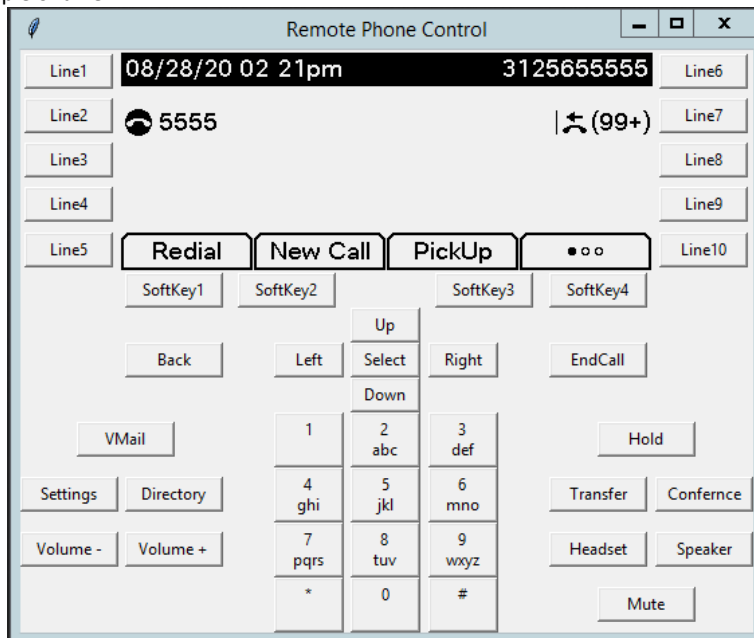 Remote Phone Control
Line1 08/28/20 02 21pm 3125655555 Line6
Line2 5555 (99+) Line7
Line3 Line8
Line4 Line9
Line5 Redial New Call PickUp Line10
SoftKey1 SoftKey2 SoftKey3 SoftKey4
Up
Back Left Select Right EndCall
Down
VMail 1 2 abc 3 def Hold
Settings Directory 4 ghi 5 jkl 6 mno Transfer Confernce
Volume - Volume + 7 pqrs 8 tuv 9 wxyz Headset Speaker
* 0 # Mute